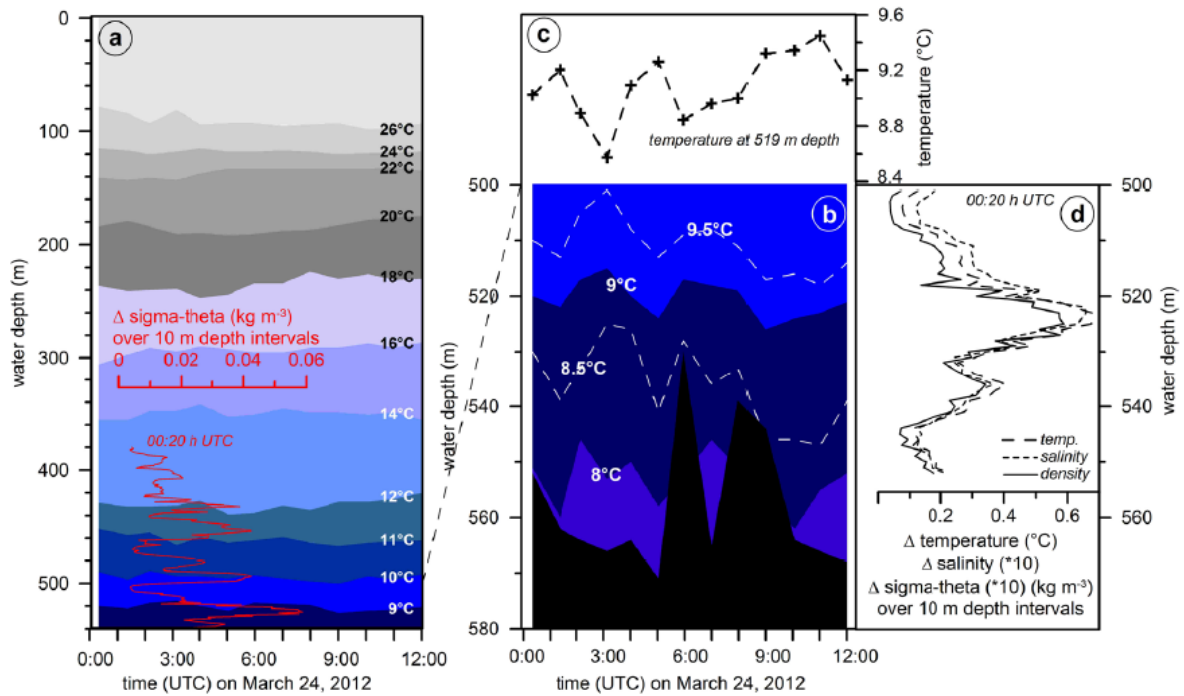 a
0
100
200
300
400
500
water depth (m)
26°C
24°C
22°C
20°C
18°C
16°C
14°C
12°C
11°C
10°C
9°C
Δ sigma-theta (kg m⁻³)
over 10 m depth intervals
0 0.02 0.04 0.06
00:20 h UTC
0:00 3:00 6:00 9:00 12:00
time (UTC) on March 24, 2012
c
9.6
9.2
8.8
8.4
temperature (°C)
temperature at 519 m depth
b
500
520
540
560
580
water depth (m)
9.5°C
9°C
8.5°C
8°C
0:00 3:00 6:00 9:00 12:00
time (UTC) on March 24, 2012
00:20 h UTC
d
500
520
540
560
water depth (m)
temp.
salinity
density
0.2 0.4 0.6
Δ temperature (°C)
Δ salinity (*10)
Δ sigma-theta (*10) (kg m⁻³)
over 10 m depth intervals